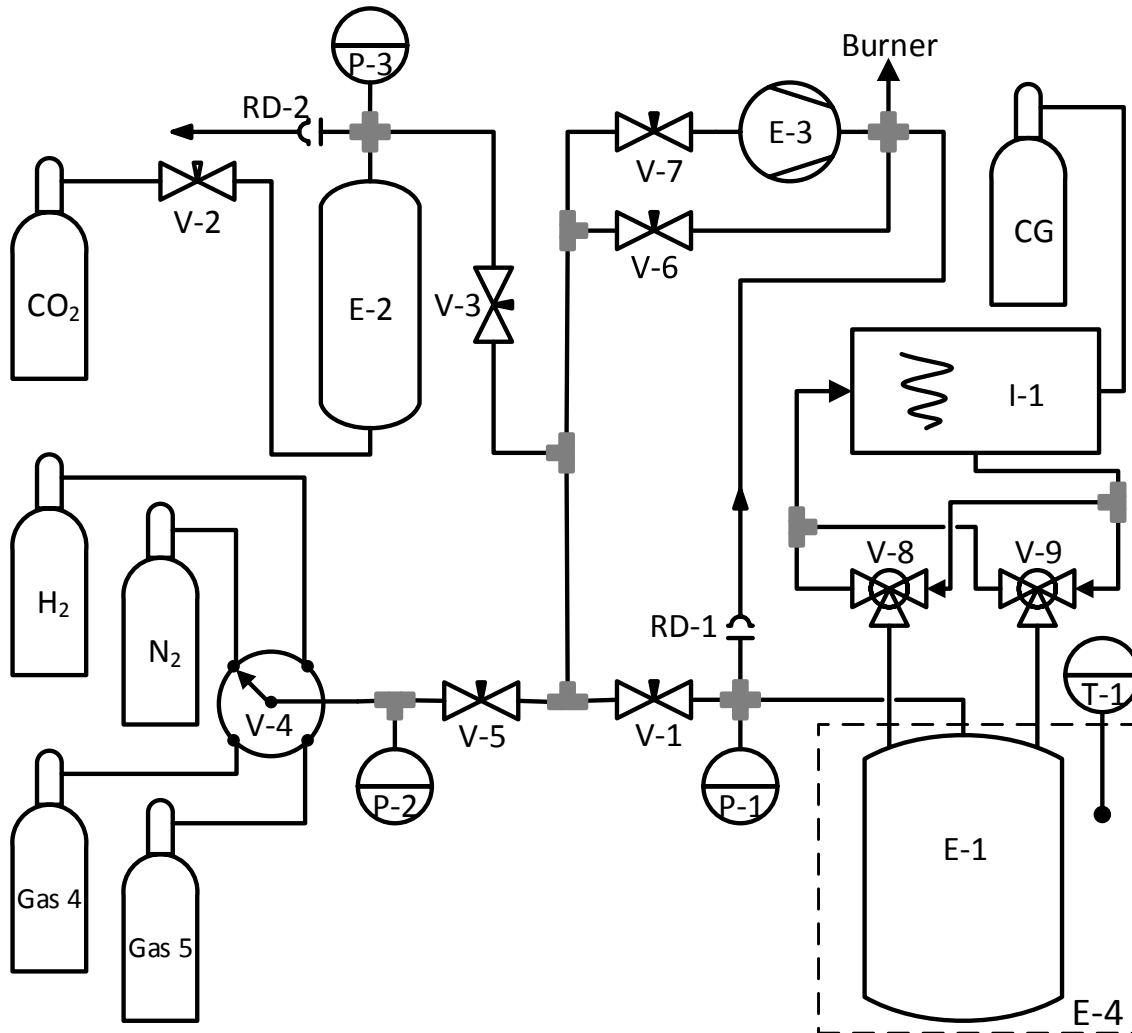 Burner
P-3
RD-2
E-3
V-7
V-2
CG
V-6
E-2
V-3
CO₂
I-1
V-8
V-9
H₂
RD-1
N₂
T-1
V-4
V-5
V-1
P-2
P-1
E-1
Gas 4
Gas 5
E-4